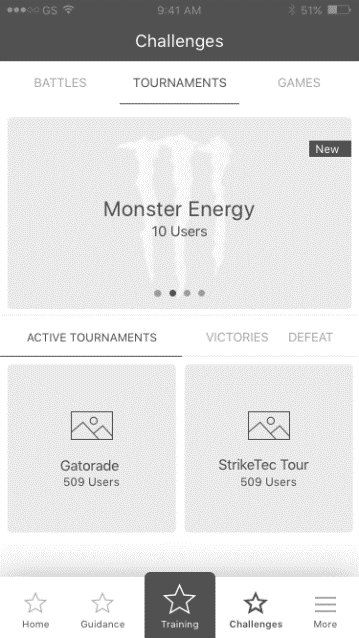 GS 9:41 AM 51%
Challenges
BATTLES TOURNAMENTS GAMES
New
Monster Energy
10 Users
ACTIVE TOURNAMENTS VICTORIES DEFEAT
Gatorade StrikeTec Tour
509 Users 509 Users
Home Guidance Training Challenges More